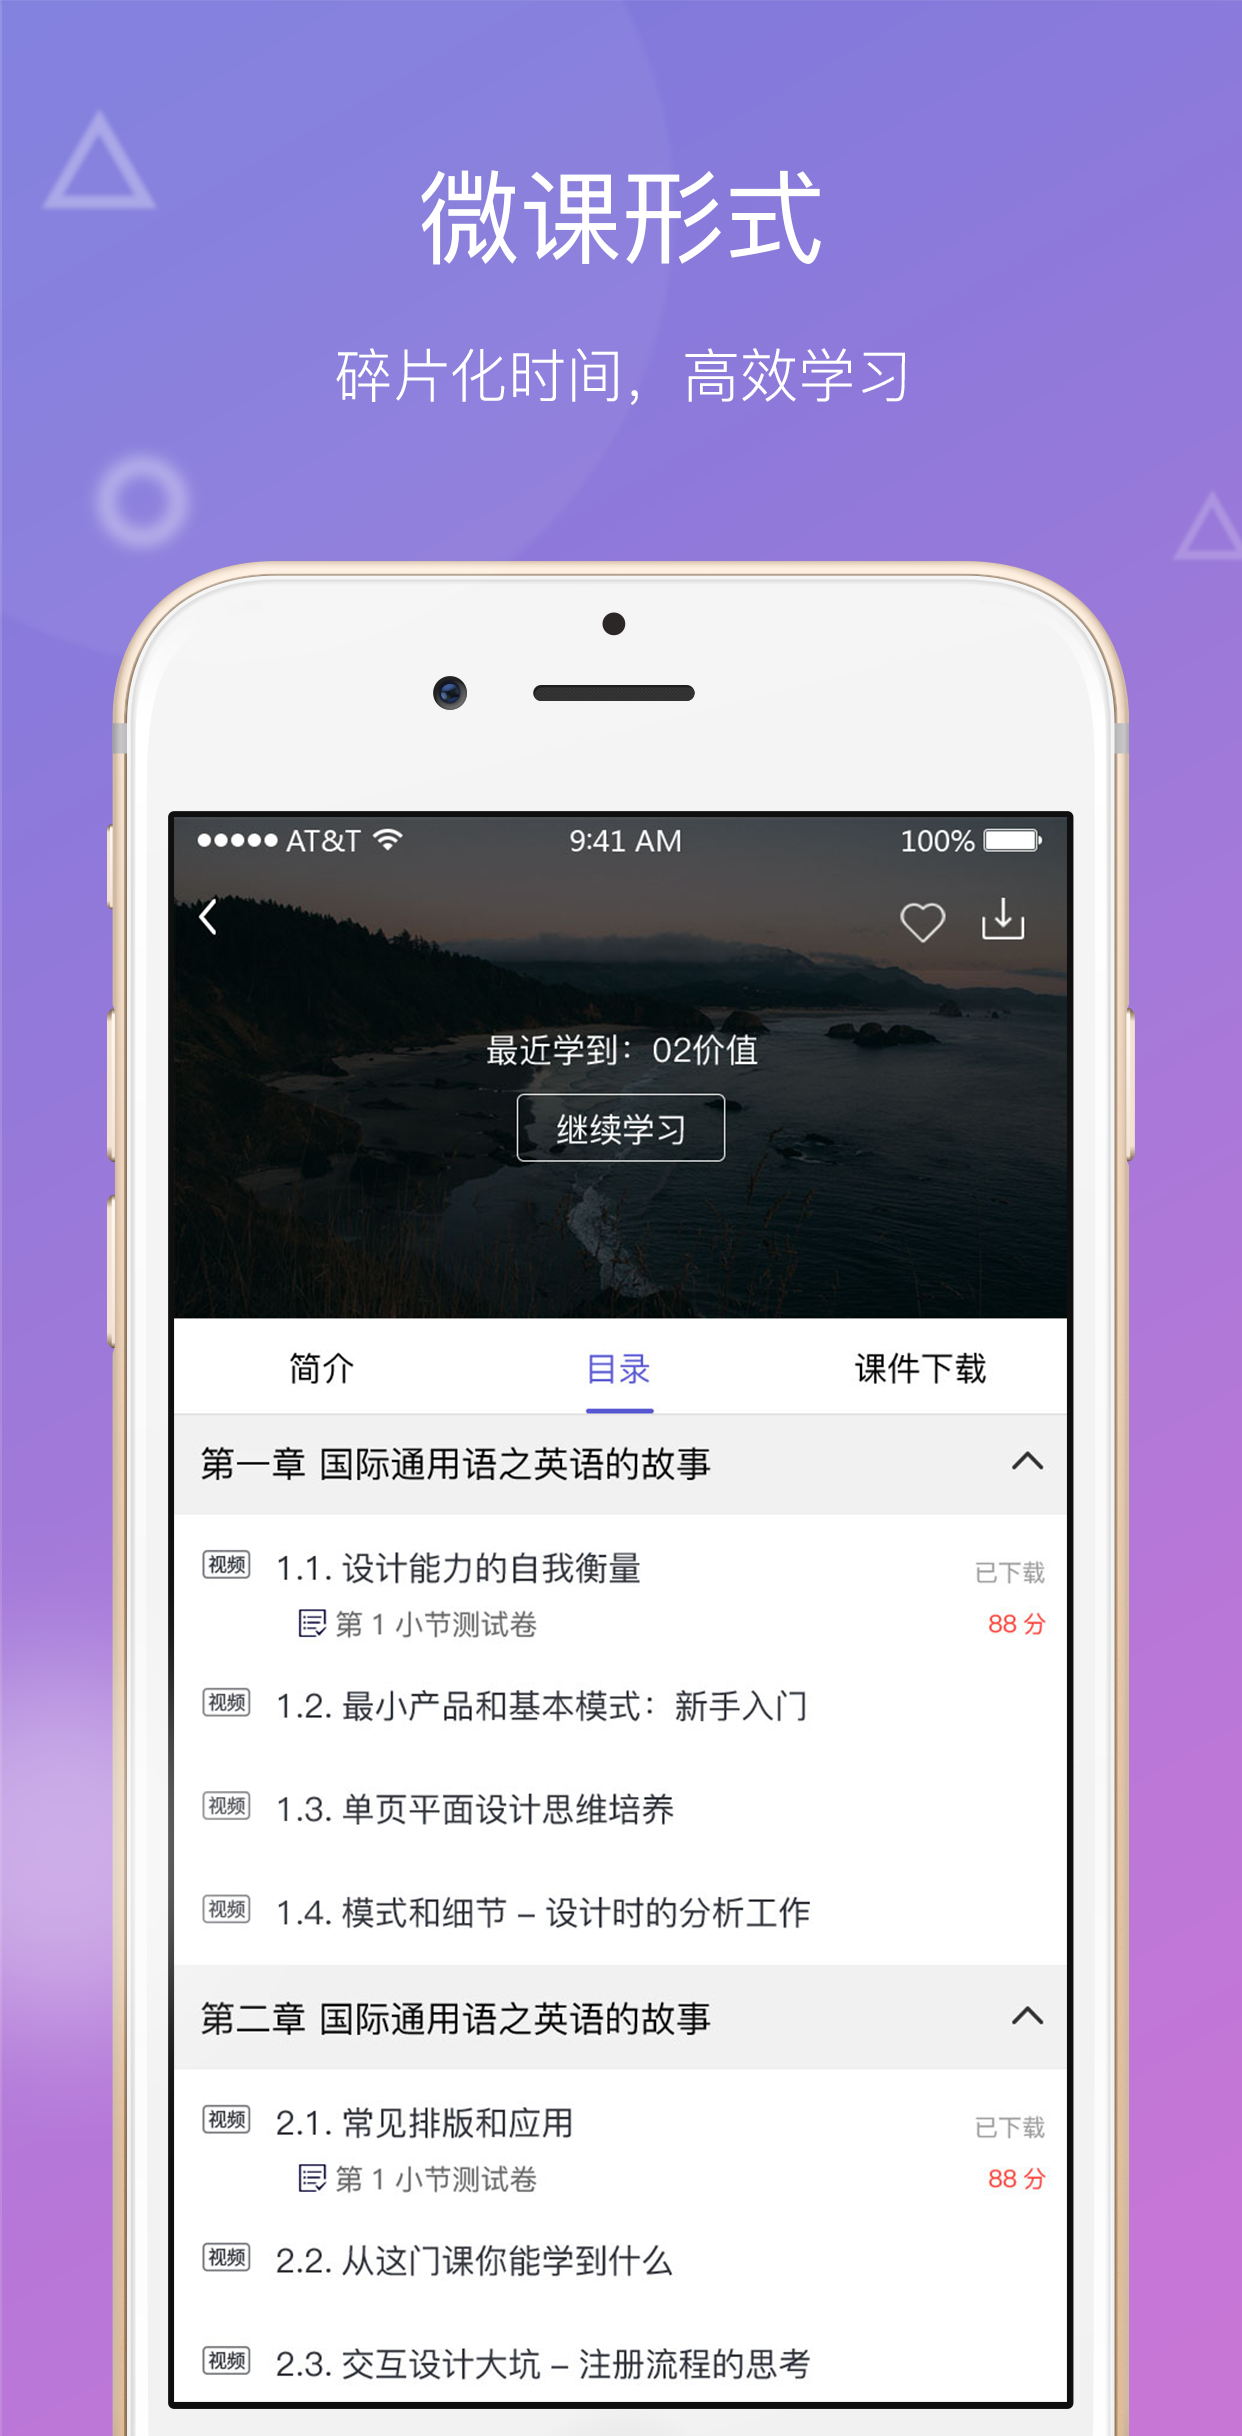 微课形式
碎片化时间，高效学习
AT&T 9:41 AM 100%
最近学到：02价值
继续学习
简介 目录 课件下载
第一章 国际通用语之英语的故事
视频 1.1. 设计能力的自我衡量 已下载
第 1 小节测试卷 88 分
视频 1.2. 最小产品和基本模式：新手入门
视频 1.3. 单页平面设计思维培养
视频 1.4. 模式和细节 – 设计时的分析工作
第二章 国际通用语之英语的故事
视频 2.1. 常见排版和应用 已下载
第 1 小节测试卷 88 分
视频 2.2. 从这门课你能学到什么
视频 2.3. 交互设计大坑 – 注册流程的思考